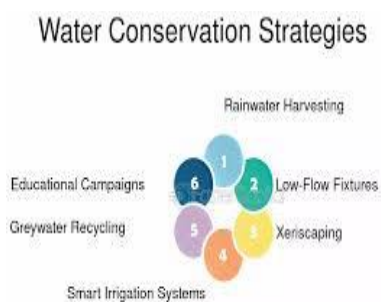 Water Conservation Strategies
Rainwater Harvesting
1
Educational Campaigns
6
2
Low-Flow Fixtures
Greywater Recycling
5
3
Xeriscaping
4
Smart Irrigation Systems